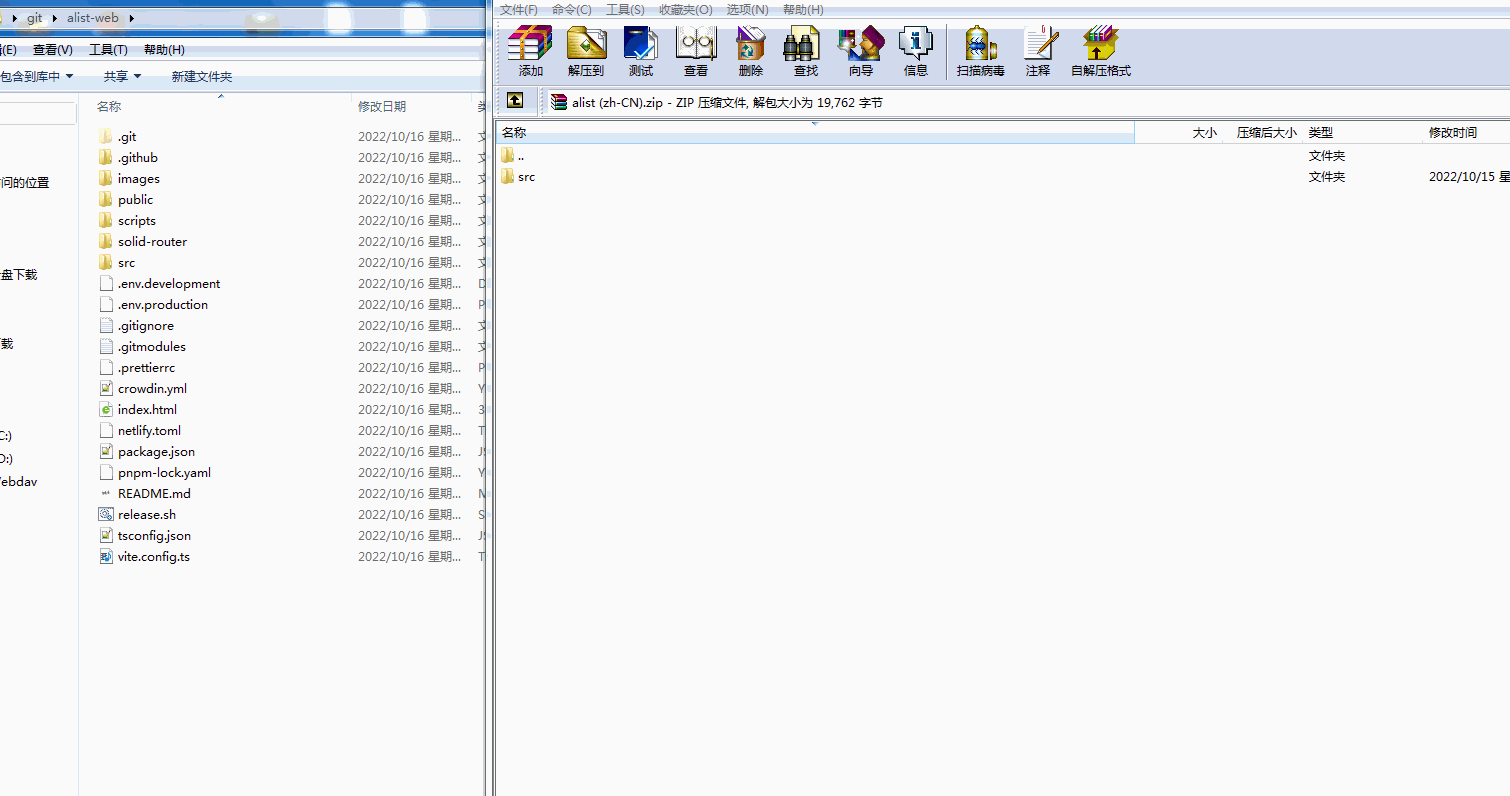 git alist-web
(E) 查看(V) 工具(T) 帮助(H)
包含到库中 共享 新建文件夹
名称 修改日期
.git 2022/10/16 星期...
.github 2022/10/16 星期...
images 2022/10/16 星期...
public 2022/10/16 星期...
scripts 2022/10/16 星期...
solid-router 2022/10/16 星期...
src 2022/10/16 星期...
.env.development 2022/10/16 星期... D
.env.production 2022/10/16 星期... P
.gitignore 2022/10/16 星期...
.gitmodules 2022/10/16 星期...
.prettierrc 2022/10/16 星期... P
crowdin.yml 2022/10/16 星期... Y
index.html 2022/10/16 星期... 3
netlify.toml 2022/10/16 星期... T
package.json 2022/10/16 星期... JS
pnpm-lock.yaml 2022/10/16 星期... Y
README.md 2022/10/16 星期... M
release.sh 2022/10/16 星期... S
tsconfig.json 2022/10/16 星期... JS
vite.config.ts 2022/10/16 星期... T
问的位置
盘下载
载
C:)
D:)
ebdav
文件(F) 命令(C) 工具(S) 收藏夹(O) 选项(N) 帮助(H)
添加 解压到 测试 查看 删除 查找 向导 信息 扫描病毒 注释 自解压格式
alist (zh-CN).zip - ZIP 压缩文件, 解包大小为 19,762 字节
名称 大小 压缩后大小 类型 修改时间
.. 文件夹
src 文件夹 2022/10/15 星